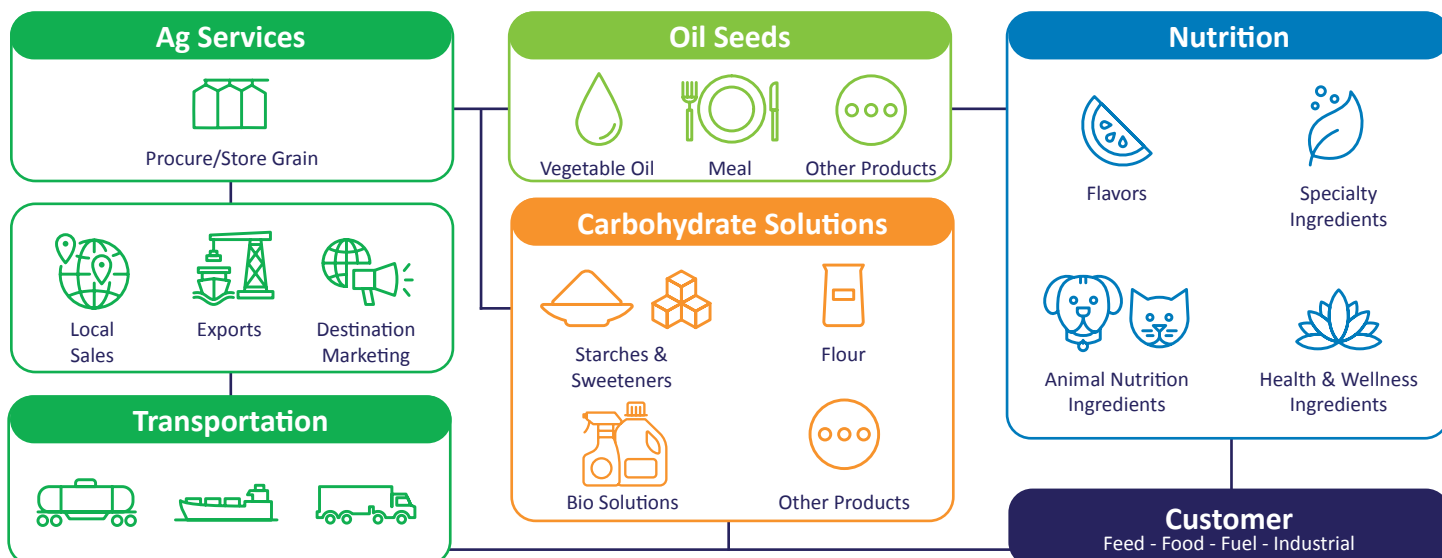 Ag Services
Procure/Store Grain
Local
Sales
Exports
Destination
Marketing
Transportation
Oil Seeds
Vegetable Oil
Meal
Other Products
Carbohydrate Solutions
Starches &
Sweeteners
Flour
Bio Solutions
Other Products
Nutrition
Flavors
Specialty
Ingredients
Animal Nutrition
Ingredients
Health & Wellness
Ingredients
Customer
Feed - Food - Fuel - Industrial